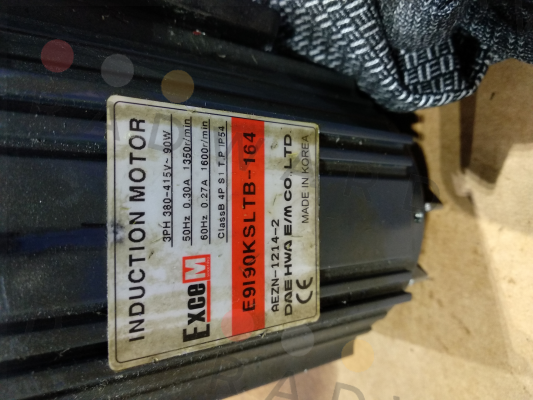 INDUCTION MOTOR
3PH 380-415V~ 90W
50Hz 0.30A 1350r/min
60Hz 0.27A 1600r/min
ClassB 4P S1 T.P IP54
ExceM
E9I90KSLTB-164
AEZN-1214-2
DAE HWA E/M CO., LTD.
CE MADE IN KOREA